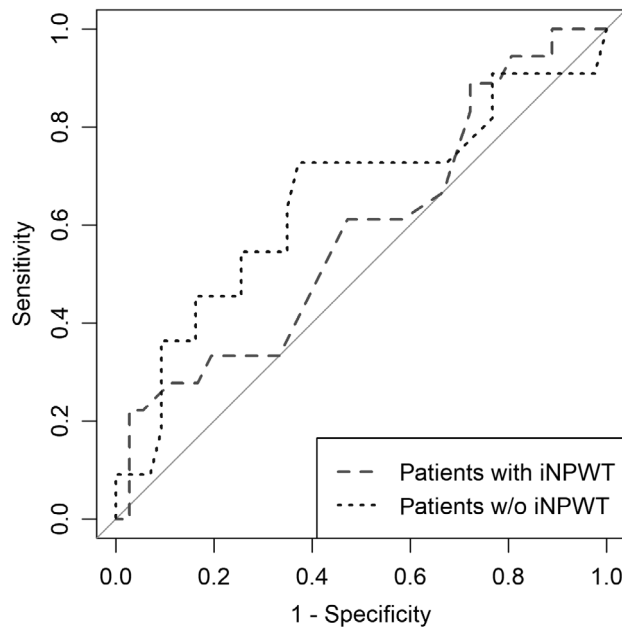 1.0
0.8
0.6
0.4
0.2
0.0
Sensitivity
Patients with iNPWT
Patients w/o iNPWT
0.0 0.2 0.4 0.6 0.8 1.0
1 - Specificity